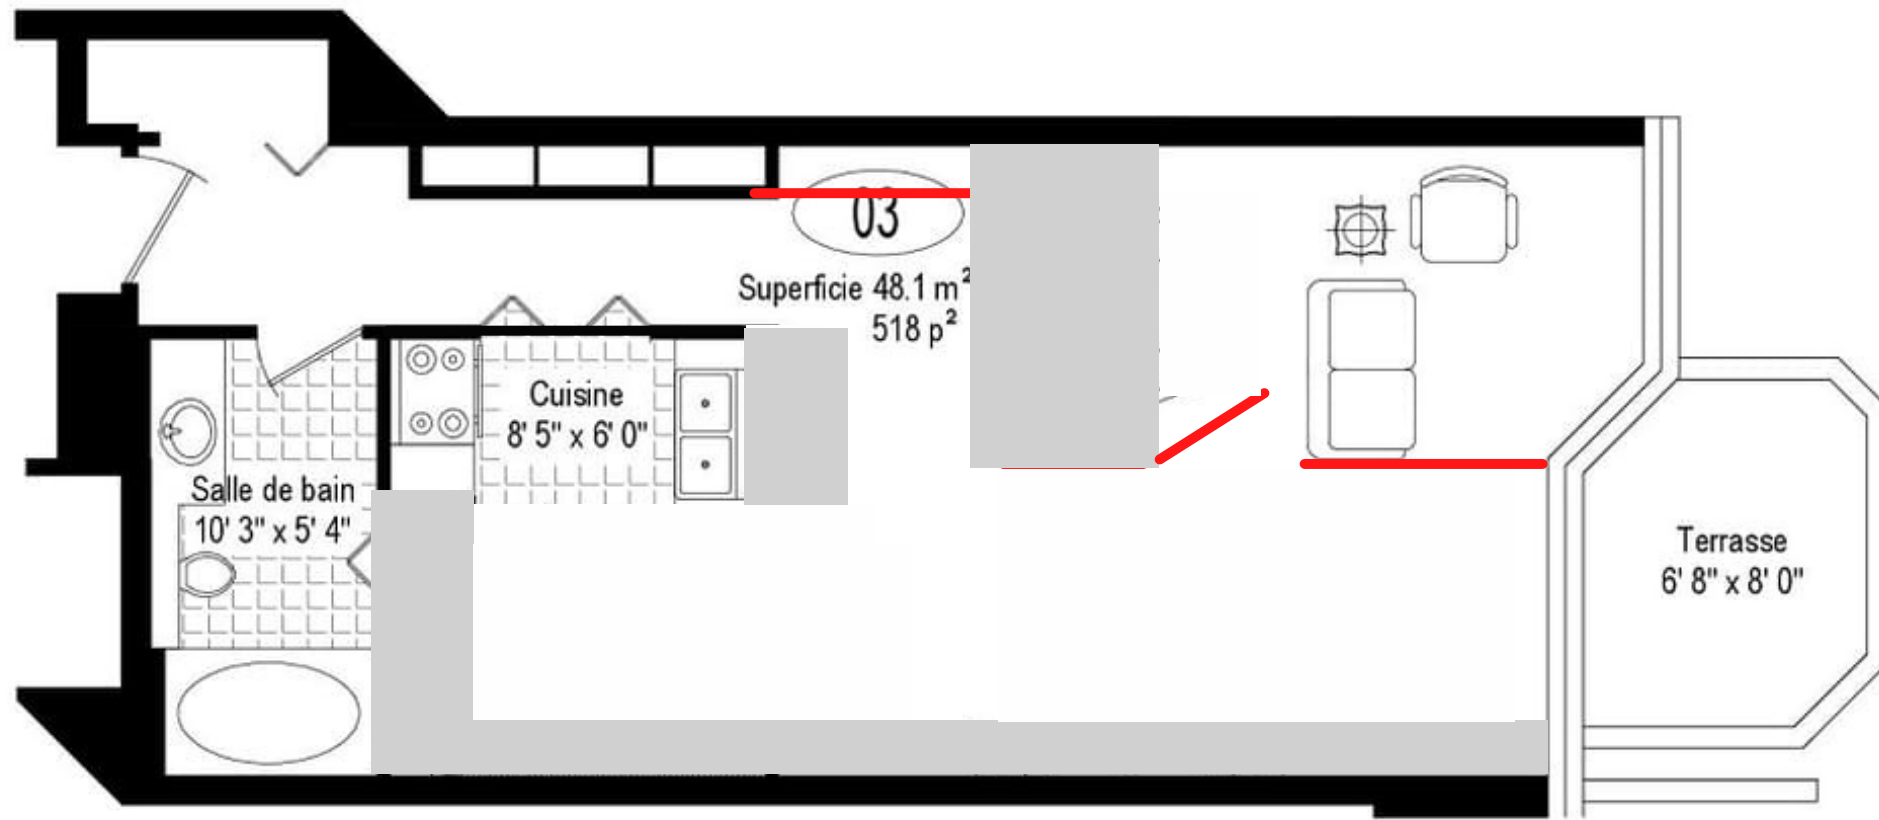 03
Superficie 48.1 m²
518 p²
Cuisine
8' 5" x 6' 0"
Salle de bain
10' 3" x 5' 4"
Terrasse
6' 8" x 8' 0"